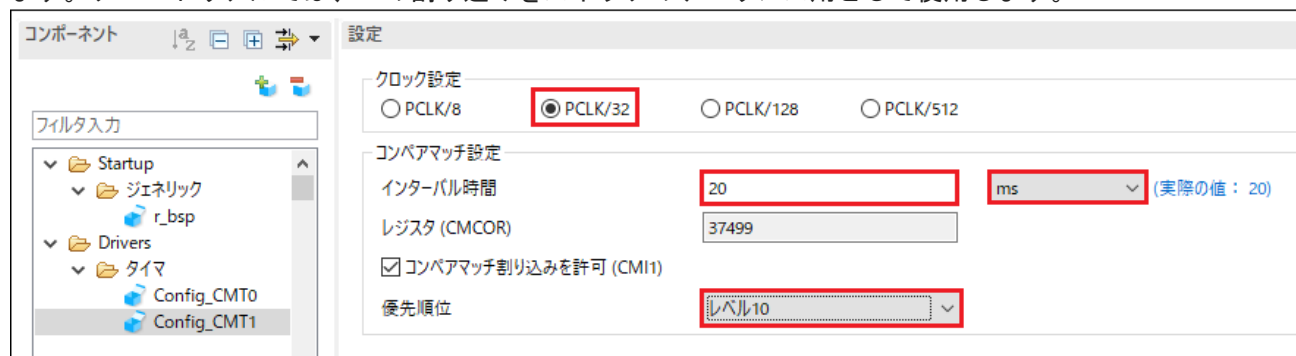 コンポーネント
設定
クロック設定
PCLK/8
PCLK/32
PCLK/128
PCLK/512
フィルタ入力
コンペアマッチ設定
Startup
インターバル時間
20
ms
(実際の値： 20)
ジェネリック
r_bsp
レジスタ (CMCOR)
37499
Drivers
タイマ
コンペアマッチ割り込みを許可 (CMI1)
Config_CMT0
優先順位
レベル10
Config_CMT1